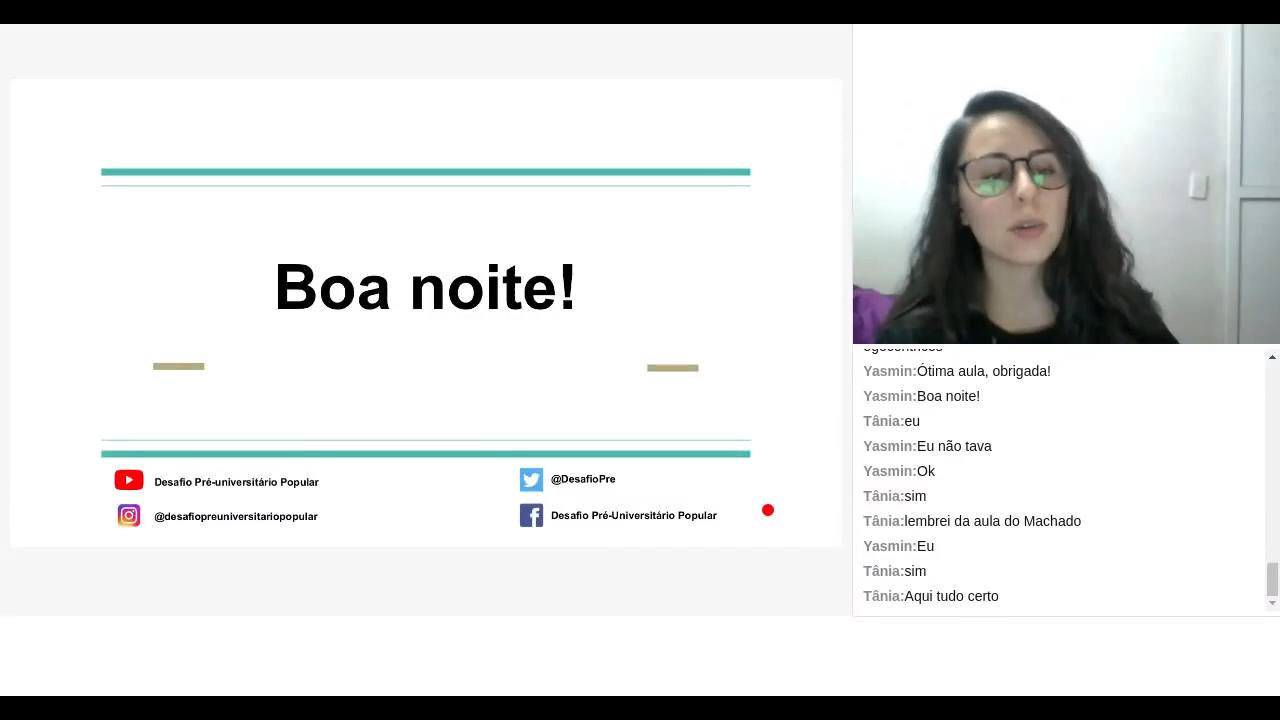 Boa noite!
Desafio Pré-universitário Popular
@DesafioPre
@desafiopreuniversitariopopular
Desafio Pré-Universitário Popular
Yasmin:Ótima aula, obrigada!
Yasmin:Boa noite!
Tânia:eu
Yasmin:Eu não tava
Yasmin:Ok
Tânia:sim
Tânia:lembrei da aula do Machado
Yasmin:Eu
Tânia:sim
Tânia:Aqui tudo certo